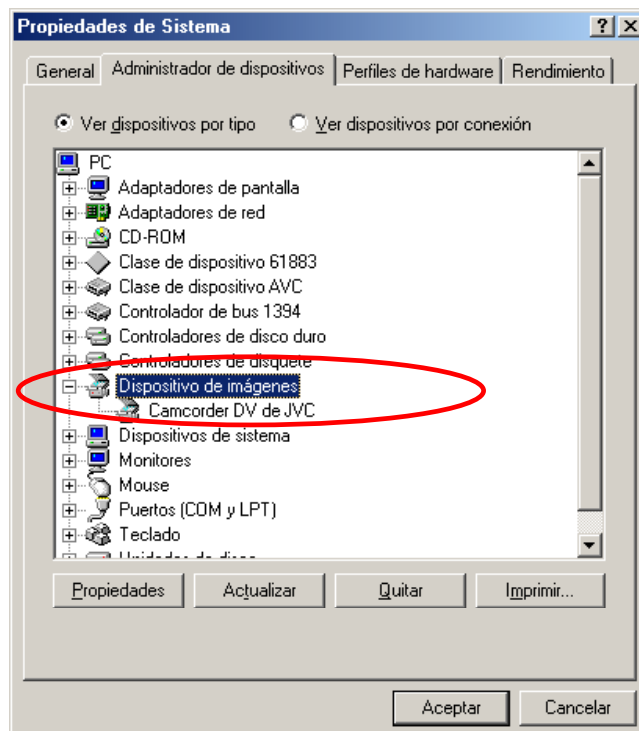 Propiedades de Sistema
General Administrador de dispositivos Perfiles de hardware Rendimiento
Ver dispositivos por tipo Ver dispositivos por conexión
PC
Adaptadores de pantalla
Adaptadores de red
CD-ROM
Clase de dispositivo 61883
Clase de dispositivo AVC
Controlador de bus 1394
Controladores de disco duro
Controladores de disquete
Dispositivo de imágenes
Camcorder DV de JVC
Dispositivos de sistema
Monitores
Mouse
Puertos (COM y LPT)
Teclado
Unidades de disco
Propiedades Actualizar Quitar Imprimir...
Aceptar Cancelar